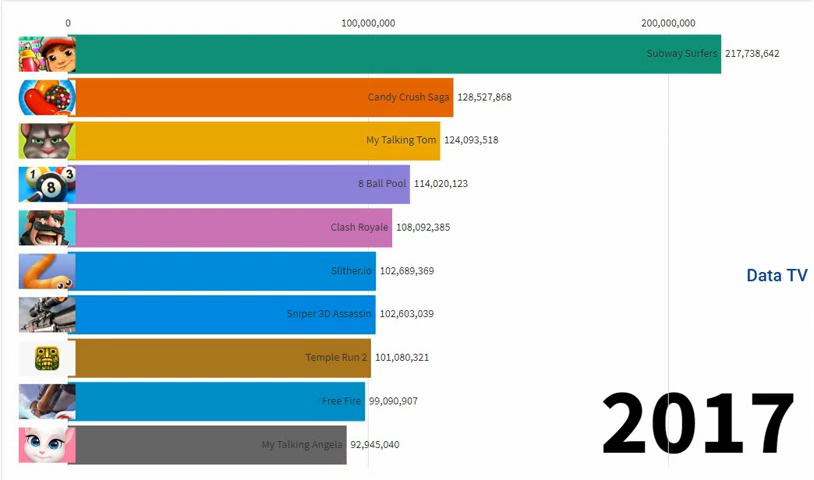 0 100,000,000 200,000,000
Subway Surfers 217,738,642
Candy Crush Saga 128,527,868
My Talking Tom 124,093,518
1 8 3
8 Ball Pool 114,020,123
Clash Royale 108,092,385
Slither.io 102,689,369
Data TV
Sniper 3D Assassin 102,603,039
Temple Run 2 101,080,321
Free Fire 99,090,907
2017
My Talking Angela 92,945,040